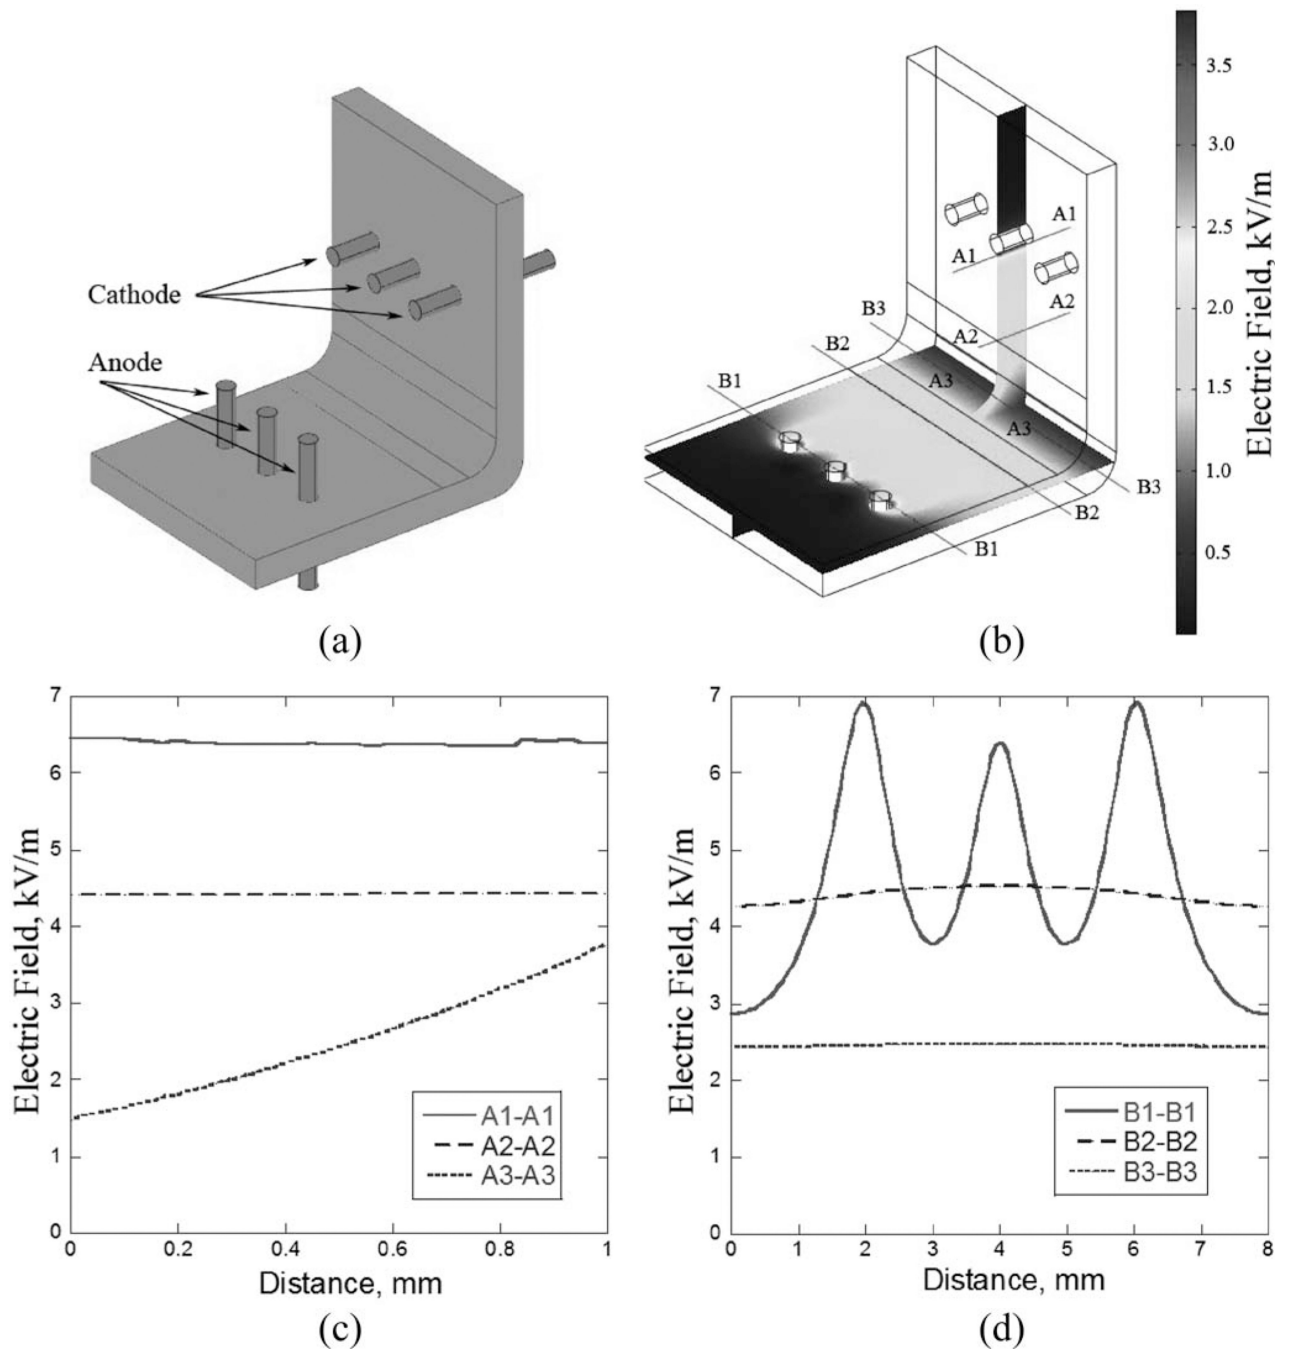 Cathode
Anode
(a)
A1
A1
A2
A2
B3
B2
B1
A3
A3
B3
B2
B1
3.5
3.0
2.5
2.0
1.5
1.0
0.5
Electric Field, kV/m
(b)
7
6
5
4
3
2
1
0
Electric Field, kV/m
A1-A1
A2-A2
A3-A3
0 0.2 0.4 0.6 0.8 1
Distance, mm
(c)
7
6
5
4
3
2
1
0
Electric Field, kV/m
B1-B1
B2-B2
B3-B3
0 1 2 3 4 5 6 7 8
Distance, mm
(d)